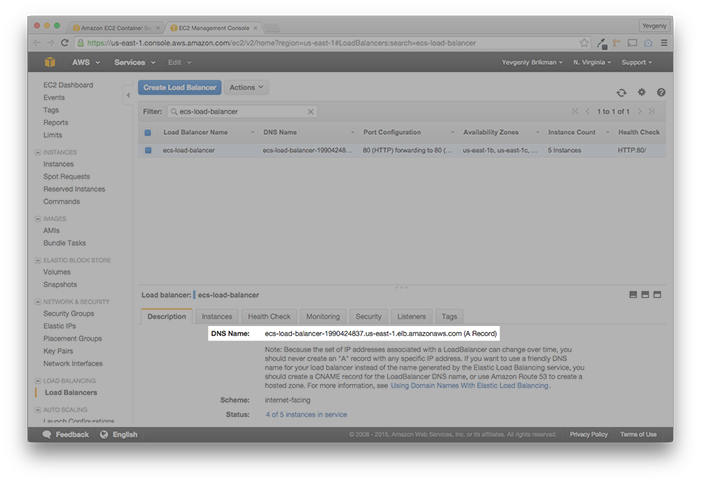 Amazon EC2 Container Se
EC2 Management Console
Yevgeniy
https://us-east-1.console.aws.amazon.com/ec2/v2/home?region=us-east-1#LoadBalancers:search=ecs-load-balancer
AWS Services Edit Yevgeniy Brikman N. Virginia Support
EC2 Dashboard
Events
Tags
Reports
Limits
INSTANCES
Instances
Spot Requests
Reserved Instances
Commands
IMAGES
AMIs
Bundle Tasks
ELASTIC BLOCK STORE
Volumes
Snapshots
NETWORK & SECURITY
Security Groups
Elastic IPs
Placement Groups
Key Pairs
Network Interfaces
LOAD BALANCING
Load Balancers
AUTO SCALING
Launch Configurations
Create Load Balancer Actions
Filter: ecs-load-balancer 1 to 1 of 1
Load Balancer Name DNS Name Port Configuration Availability Zones Instance Count Health Check
ecs-load-balancer ecs-load-balancer-19904248... 80 (HTTP) forwarding to 80 (... us-east-1b, us-east-1c, ... 5 Instances HTTP:80/
Load balancer: ecs-load-balancer
Description Instances Health Check Monitoring Security Listeners Tags
DNS Name: ecs-load-balancer-1990424837.us-east-1.elb.amazonaws.com (A Record)
Note: Because the set of IP addresses associated with a LoadBalancer can change over time, you
should never create an "A" record with any specific IP address. If you want to use a friendly DNS
name for your load balancer instead of the name generated by the Elastic Load Balancing service, you
should create a CNAME record for the LoadBalancer DNS name, or use Amazon Route 53 to create a
hosted zone. For more information, see Using Domain Names With Elastic Load Balancing.
Scheme: internet-facing
Status: 4 of 5 instances in service
Feedback English © 2008 - 2015, Amazon Web Services, Inc. or its affiliates. All rights reserved. Privacy Policy Terms of Use